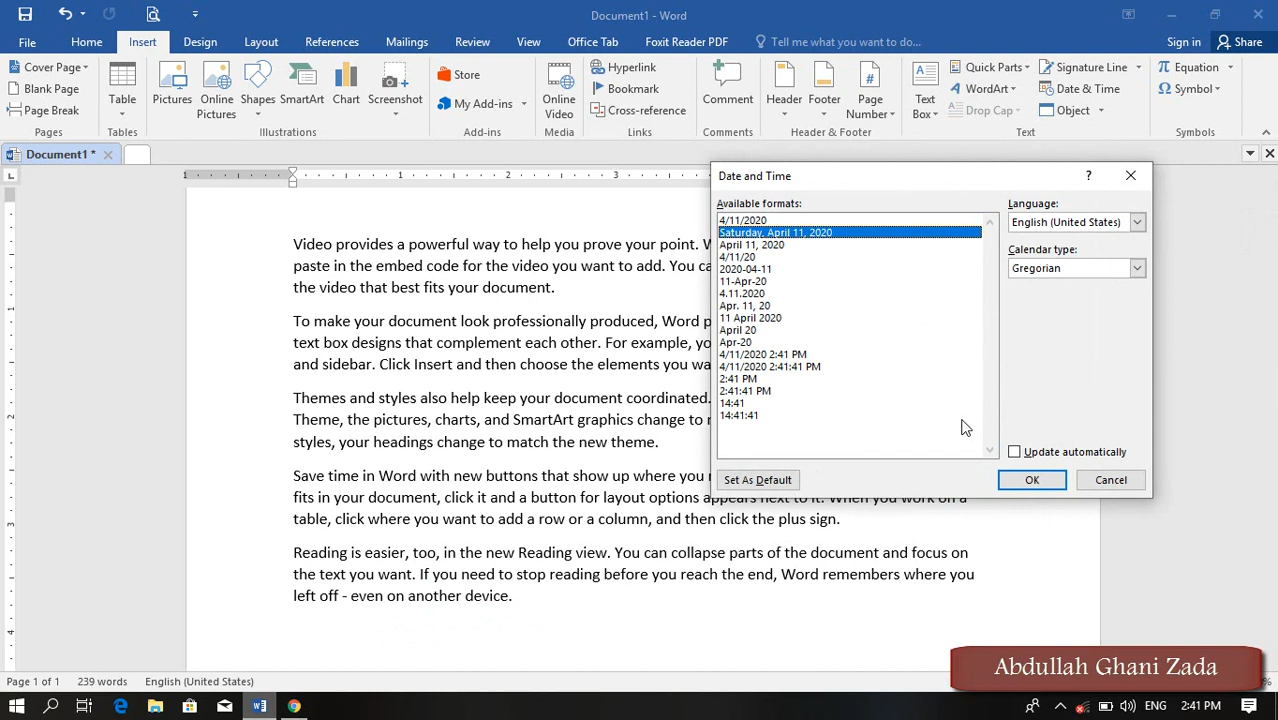 Document1 - Word
File Home Insert Design Layout References Mailings Review View Office Tab Foxit Reader PDF Tell me what you want to do... Sign in Share
Cover Page
Blank Page
Page Break
Pages
Table
Tables
Pictures
Online Pictures
Shapes
SmartArt
Chart
Screenshot
Illustrations
Store
My Add-ins
Add-ins
Online Video
Media
Hyperlink
Bookmark
Cross-reference
Links
Comment
Comments
Header
Footer
Page Number
Header & Footer
Text Box
Quick Parts
WordArt
Drop Cap
Signature Line
Date & Time
Object
Text
Equation
Symbol
Symbols
Document1 *
L
1 1 2 3
Date and Time ?
Available formats:
4/11/2020
Saturday, April 11, 2020
April 11, 2020
4/11/20
2020-04-11
11-Apr-20
4.11.2020
Apr. 11, 20
11 April 2020
April 20
Apr-20
4/11/2020 2:41 PM
4/11/2020 2:41:41 PM
2:41 PM
2:41:41 PM
14:41
14:41:41
Language:
English (United States)
Calendar type:
Gregorian
Update automatically
Set As Default OK Cancel
Video provides a powerful way to help you prove your point.
paste in the embed code for the video you want to add. You
the video that best fits your document.
To make your document look professionally produced, Word
text box designs that complement each other. For example,
and sidebar. Click Insert and then choose the elements you
Themes and styles also help keep your document coordinated.
Theme, the pictures, charts, and SmartArt graphics change to
styles, your headings change to match the new theme.
Save time in Word with new buttons that show up where you
fits in your document, click it and a button for layout options appears next to it. When you work on a
table, click where you want to add a row or a column, and then click the plus sign.
Reading is easier, too, in the new Reading view. You can collapse parts of the document and focus on
the text you want. If you need to stop reading before you reach the end, Word remembers where you
left off - even on another device.
1
2
3
4
Abdullah Ghani Zada
Page 1 of 1 239 words English (United States) %
ENG 2:41 PM